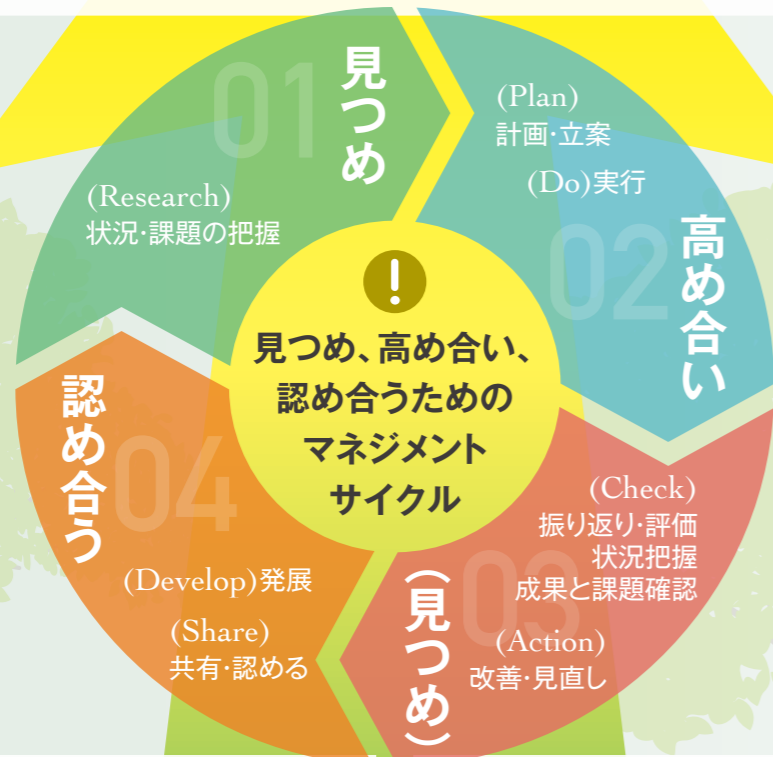 01
見つめ
(Research)
状況・課題の把握
(Plan)
計画・立案
(Do)実行
02
高め合い
!
見つめ、高め合い、
認め合うための
マネジメント
サイクル
03
(Check)
振り返り・評価
状況把握
成果と課題確認
(Action)
改善・見直し
（見つめ）
04
認め合う
(Develop)発展
(Share)
共有・認める